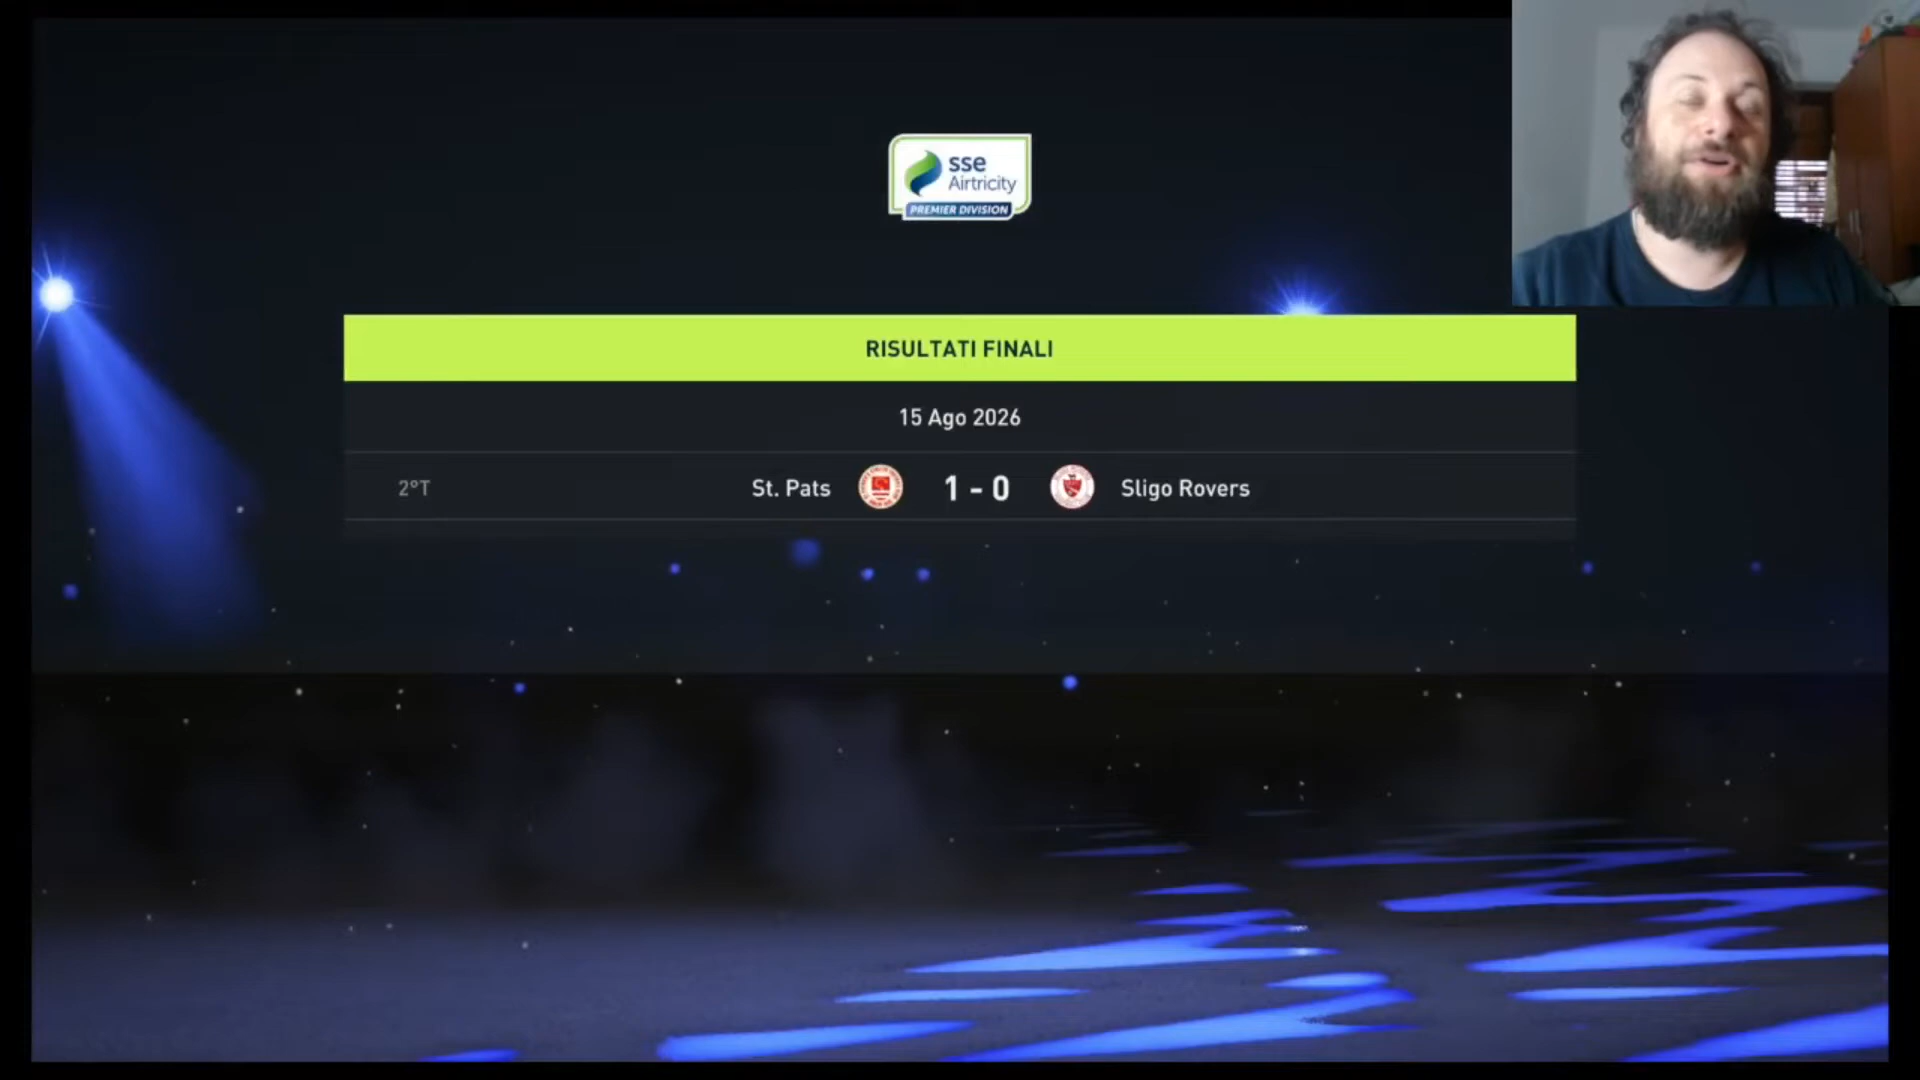 sse
Airtricity
PREMIER DIVISION
RISULTATI FINALI
15 Ago 2026
2°T St. Pats 1 - 0 Sligo Rovers